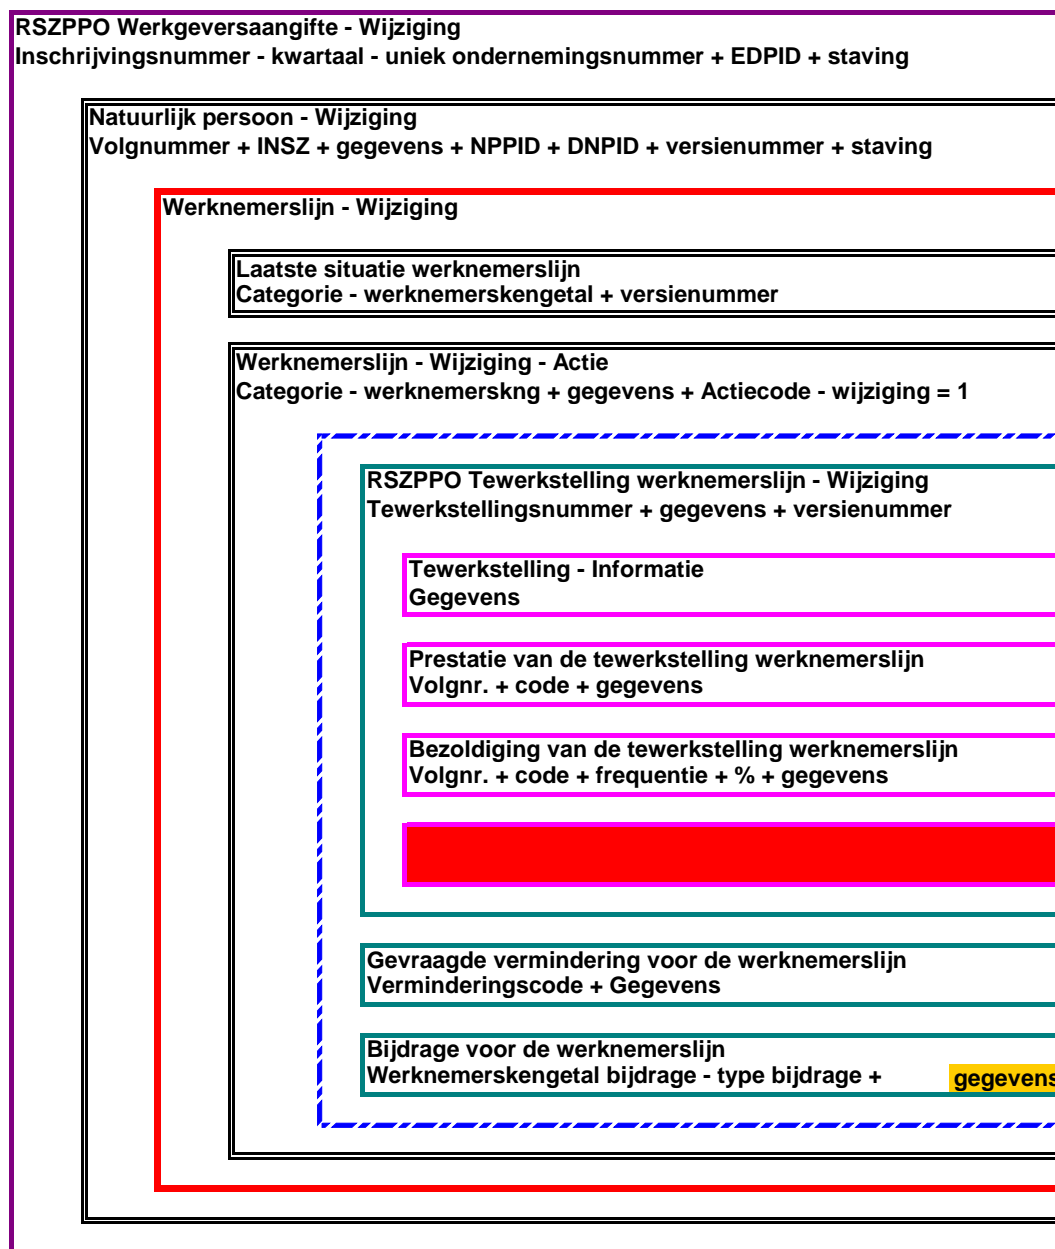 RSZPPO Werkgeversaangifte - Wijziging
Inschrijvingsnummer - kwartaal - uniek ondernemingsnummer + EDPID + staving
Natuurlijk persoon - Wijziging
Volgnummer + INSZ + gegevens + NPPID + DNPID + versienummer + staving
Werknemerslijn - Wijziging
Laatste situatie werknemerslijn
Categorie - werknemerskengetal + versienummer
Werknemerslijn - Wijziging - Actie
Categorie - werknemerskng + gegevens + Actiecode - wijziging = 1
RSZPPO Tewerkstelling werknemerslijn - Wijziging
Tewerkstellingsnummer + gegevens + versienummer
Tewerkstelling - Informatie
Gegevens
Prestatie van de tewerkstelling werknemerslijn
Volgnr. + code + gegevens
Bezoldiging van de tewerkstelling werknemerslijn
Volgnr. + code + frequentie + % + gegevens
Gevraagde vermindering voor de werknemerslijn
Verminderingscode + Gegevens
Bijdrage voor de werknemerslijn
Werknemerskengetal bijdrage - type bijdrage + gegevens